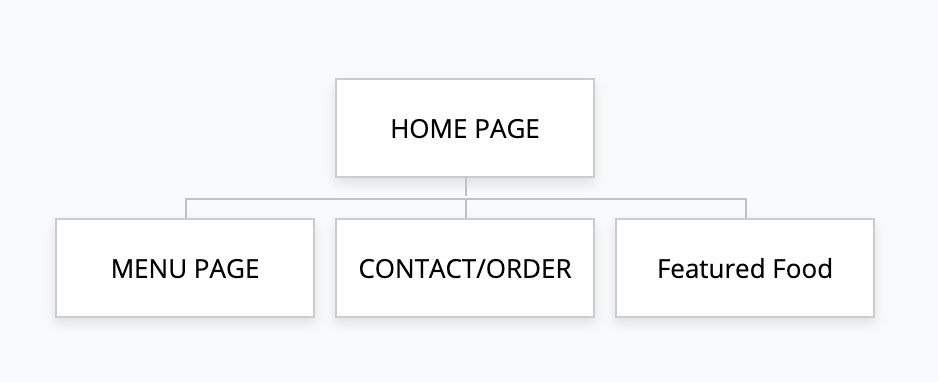 HOME PAGE
MENU PAGE
CONTACT/ORDER
Featured Food